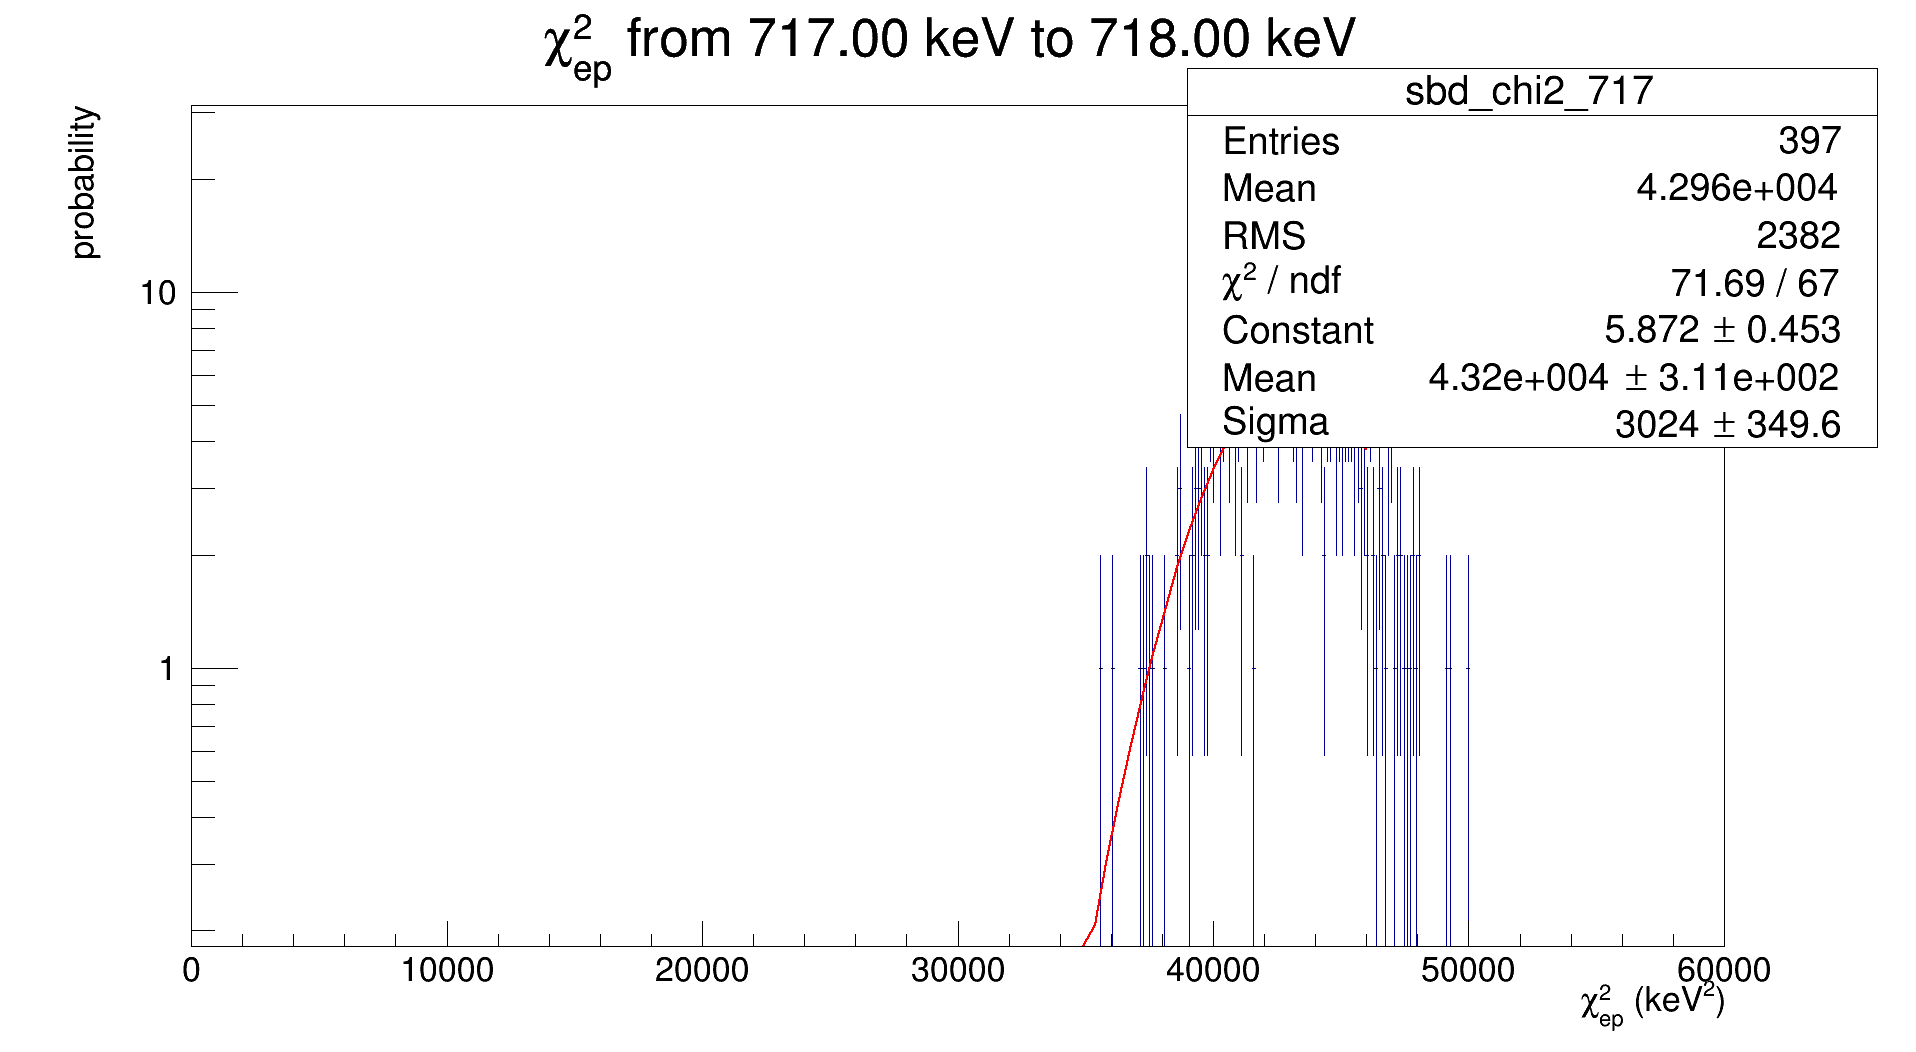 χ²ep from 717.00 keV to 718.00 keV
sbd_chi2_717
Entries 397
Mean 4.296e+004
RMS 2382
χ² / ndf 71.69 / 67
Constant 5.872 ± 0.453
Mean 4.32e+004 ± 3.11e+002
Sigma 3024 ± 349.6
probability
10
1
0 10000 20000 30000 40000 50000 60000
χ²ep (keV²)